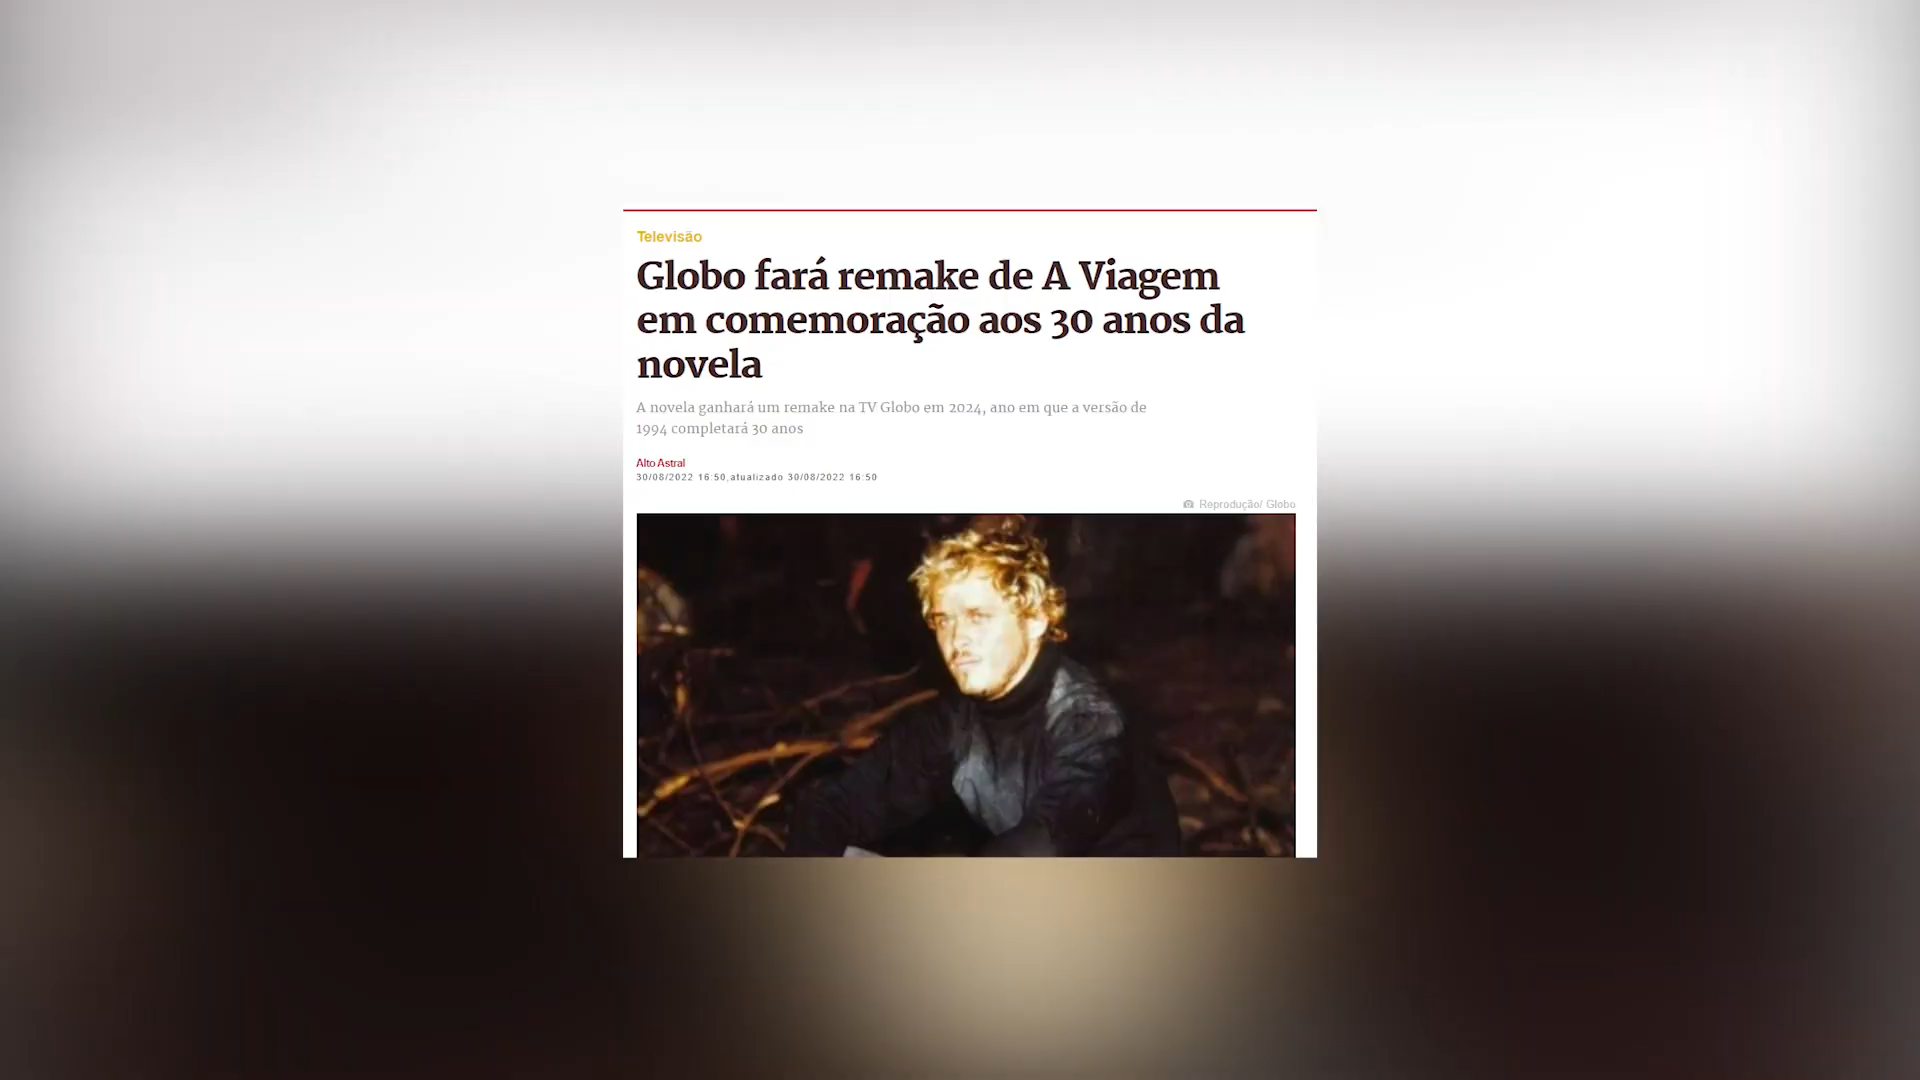 Televisão
Globo fará remake de A Viagem
em comemoração aos 30 anos da
novela
A novela ganhará um remake na TV Globo em 2024, ano em que a versão de
1994 completará 30 anos
Alto Astral
30/08/2022 16:50,atualizado 30/08/2022 16:50
Reprodução/ Globo